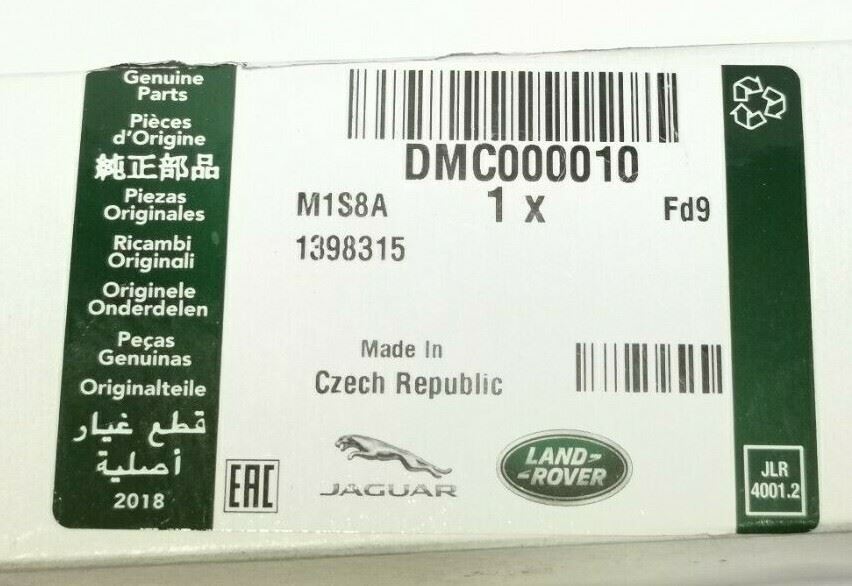 Genuine
Parts
Pièces
d'Origine
純正部品
Piezas
Originales
Ricambi
Originali
Originele
Onderdelen
Peças
Genuinas
Originalteile
قطع غيار
أصلية
2018
EAC
DMC000010
M1S8A
1 x
Fd9
1398315
Made In
Czech Republic
JAGUAR
LAND-
-ROVER
JLR
4001.2